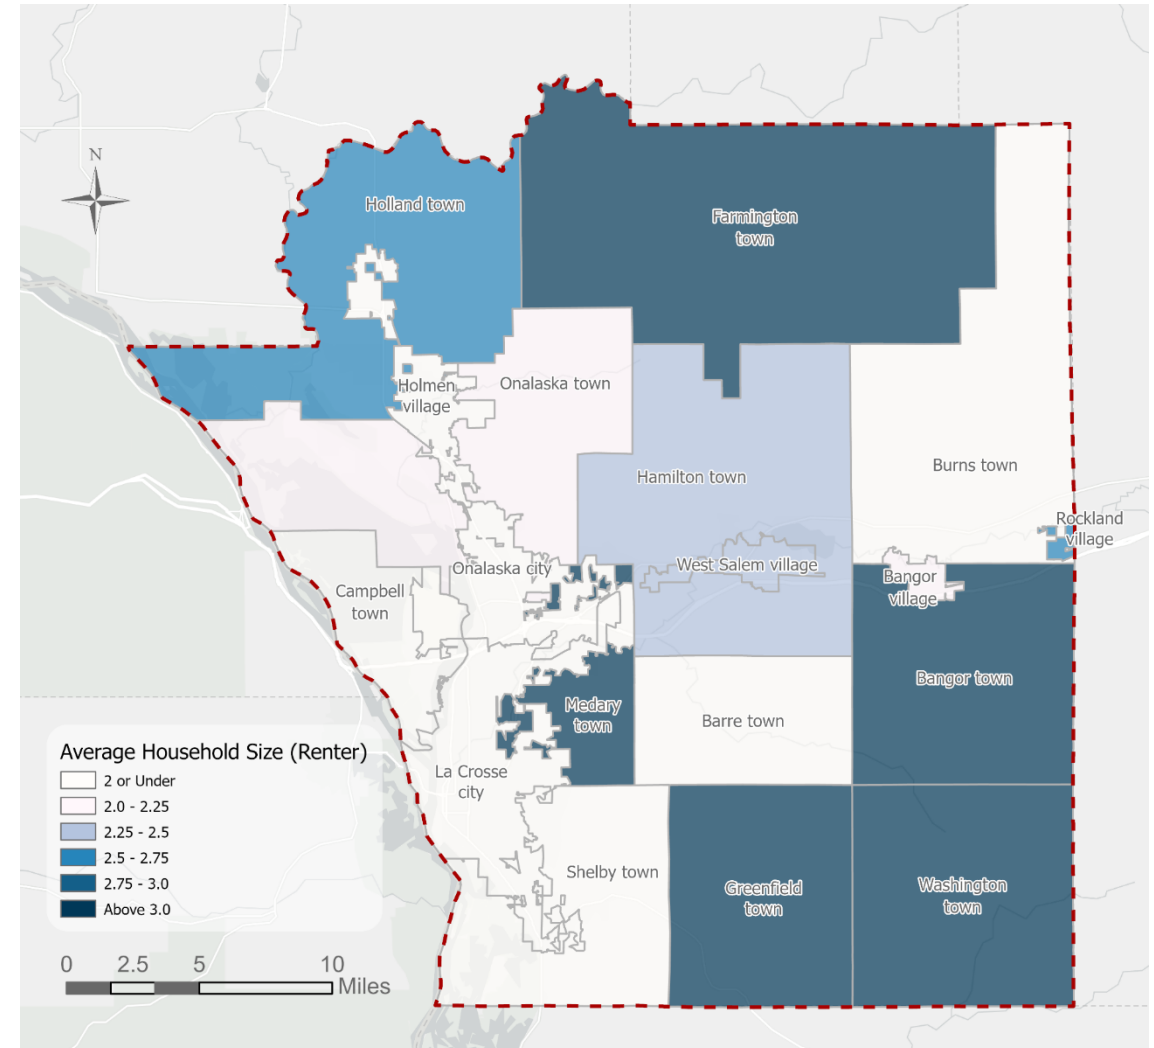 N
Holland town
Farmington
town
Holmen
village
Onalaska town
Burns town
Hamilton town
Rockland
village
Onalaska city
West Salem village
Bangor
village
Campbell
town
Bangor town
Medary
town
Barre town
La Crosse
city
Shelby town
Greenfield
town
Washington
town
Average Household Size (Renter)
2 or Under
2.0 - 2.25
2.25 - 2.5
2.5 - 2.75
2.75 - 3.0
Above 3.0
0 2.5 5 10
Miles